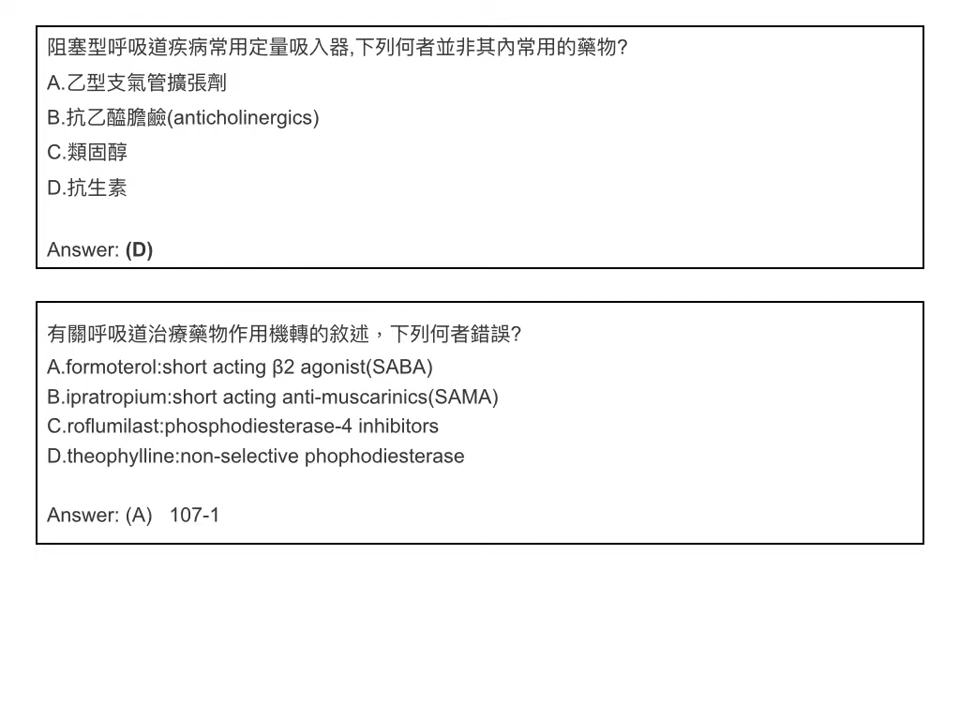 阻塞型呼吸道疾病常用定量吸入器,下列何者並非其內常用的藥物?
A.乙型支氣管擴張劑
B.抗乙醯膽鹼(anticholinergics)
C.類固醇
D.抗生素
Answer: (D)
有關呼吸道治療藥物作用機轉的敘述，下列何者錯誤?
A.formoterol:short acting β2 agonist(SABA)
B.ipratropium:short acting anti-muscarinics(SAMA)
C.roflumilast:phosphodiesterase-4 inhibitors
D.theophylline:non-selective phophodiesterase
Answer: (A) 107-1